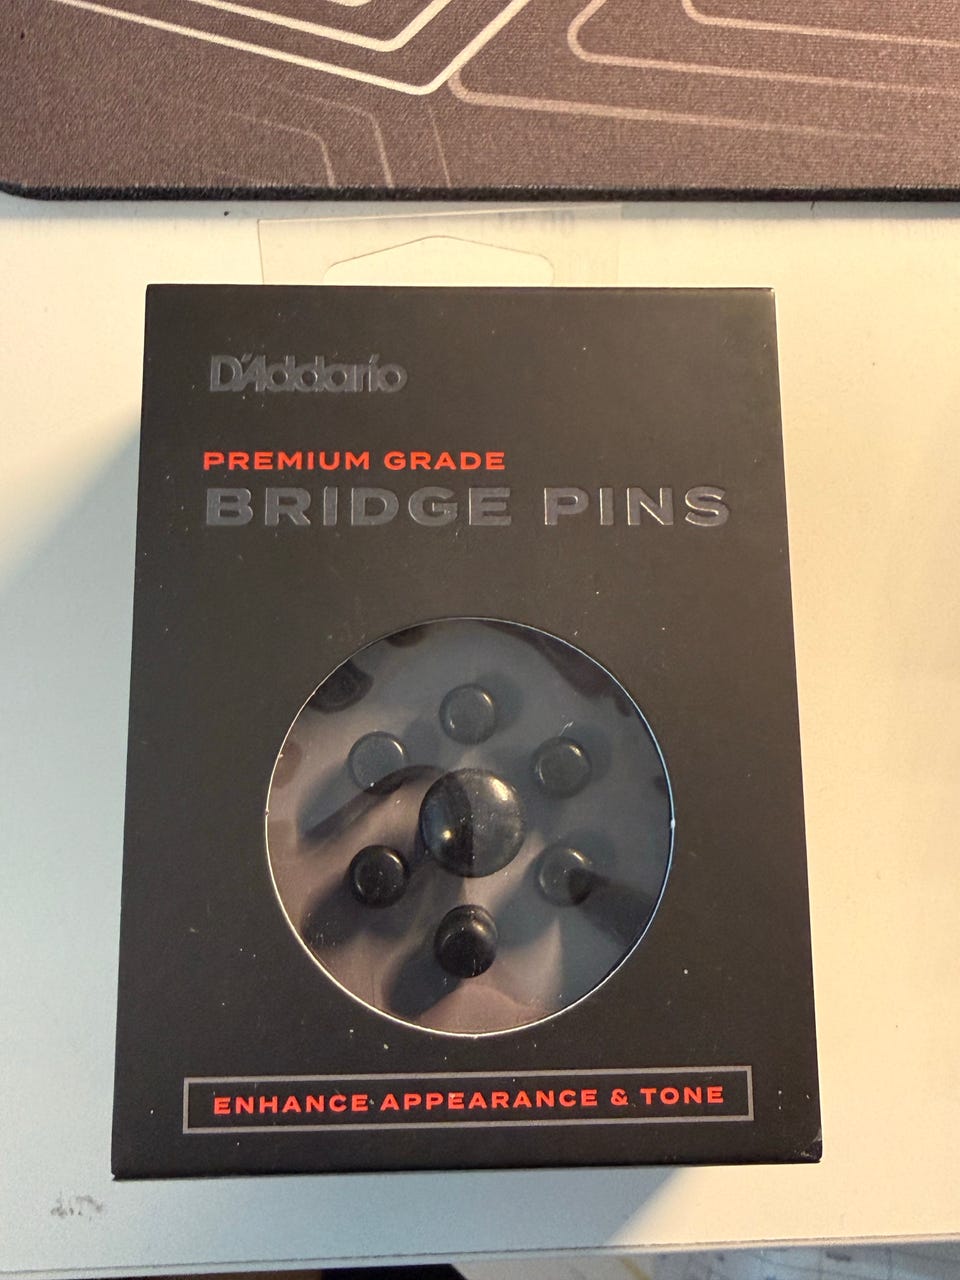 D'Addario
PREMIUM GRADE
BRIDGE PINS
ENHANCE APPEARANCE & TONE